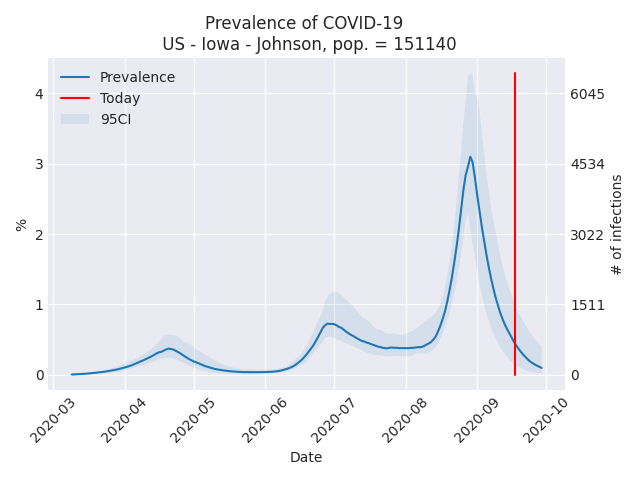 Prevalence of COVID-19
US - Iowa - Johnson, pop. = 151140
Prevalence
Today
95CI
4
3
2
1
0
%
6045
4534
3022
1511
0
# of infections
2020-03
2020-04
2020-05
2020-06
2020-07
2020-08
2020-09
2020-10
Date